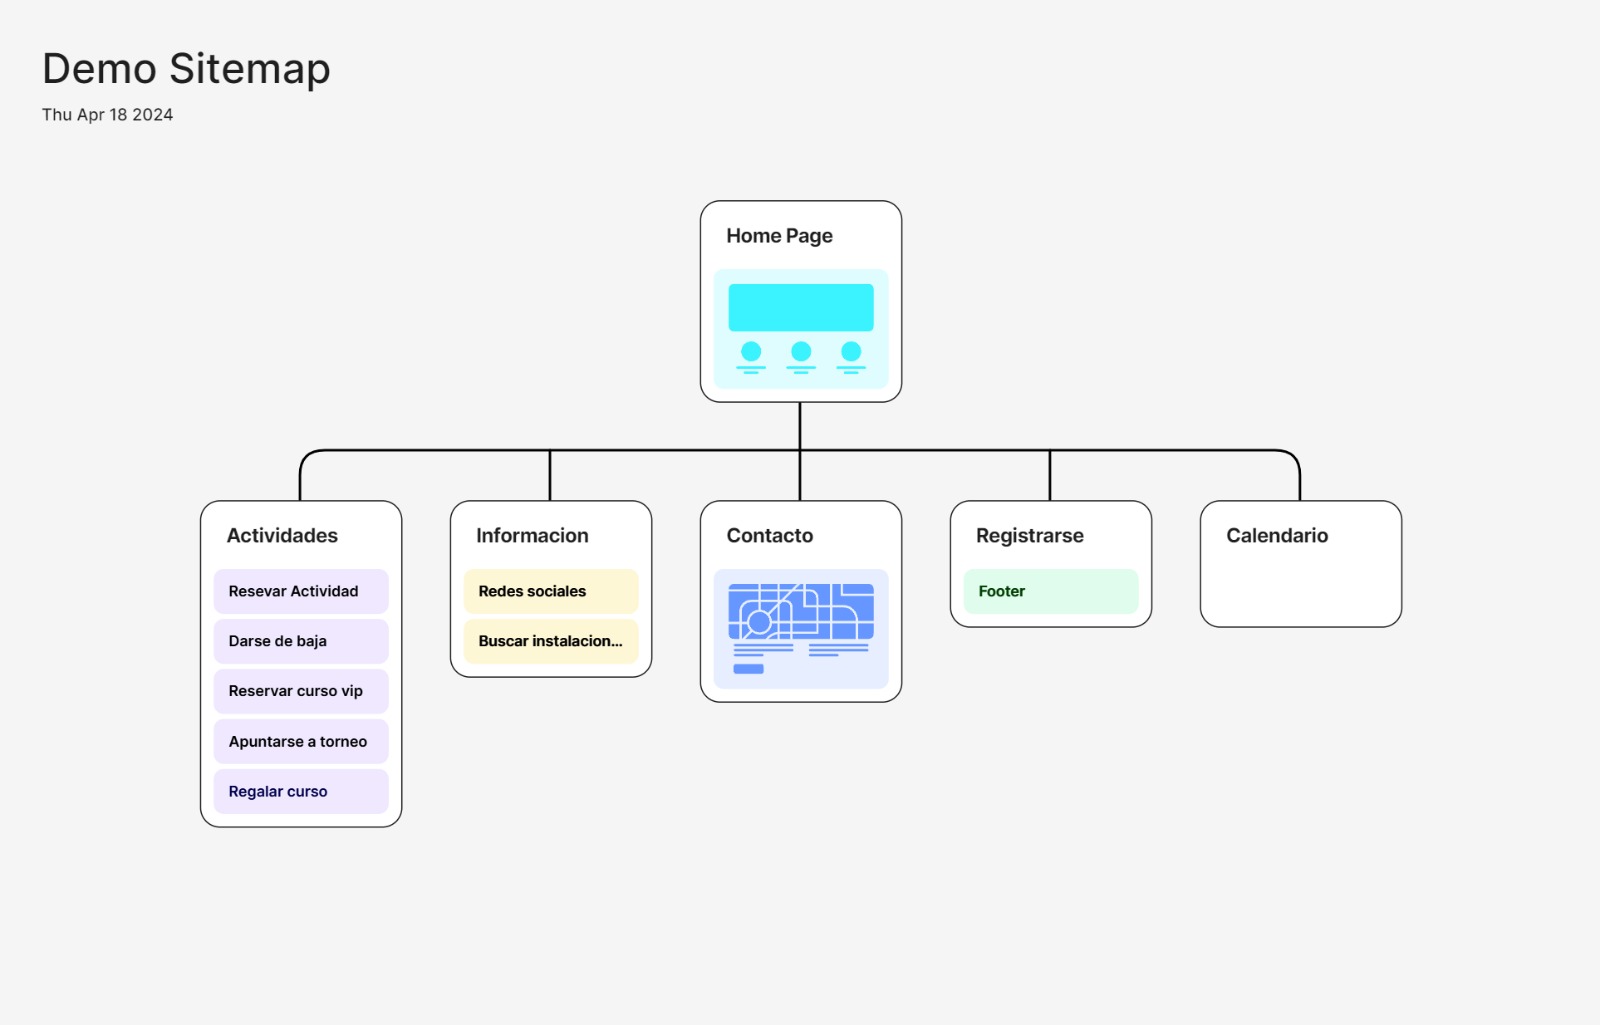 Demo Sitemap
Thu Apr 18 2024
Home Page
Actividades
Resevar Actividad
Darse de baja
Reservar curso vip
Apuntarse a torneo
Regalar curso
Informacion
Redes sociales
Buscar instalacion...
Contacto
Registrarse
Footer
Calendario